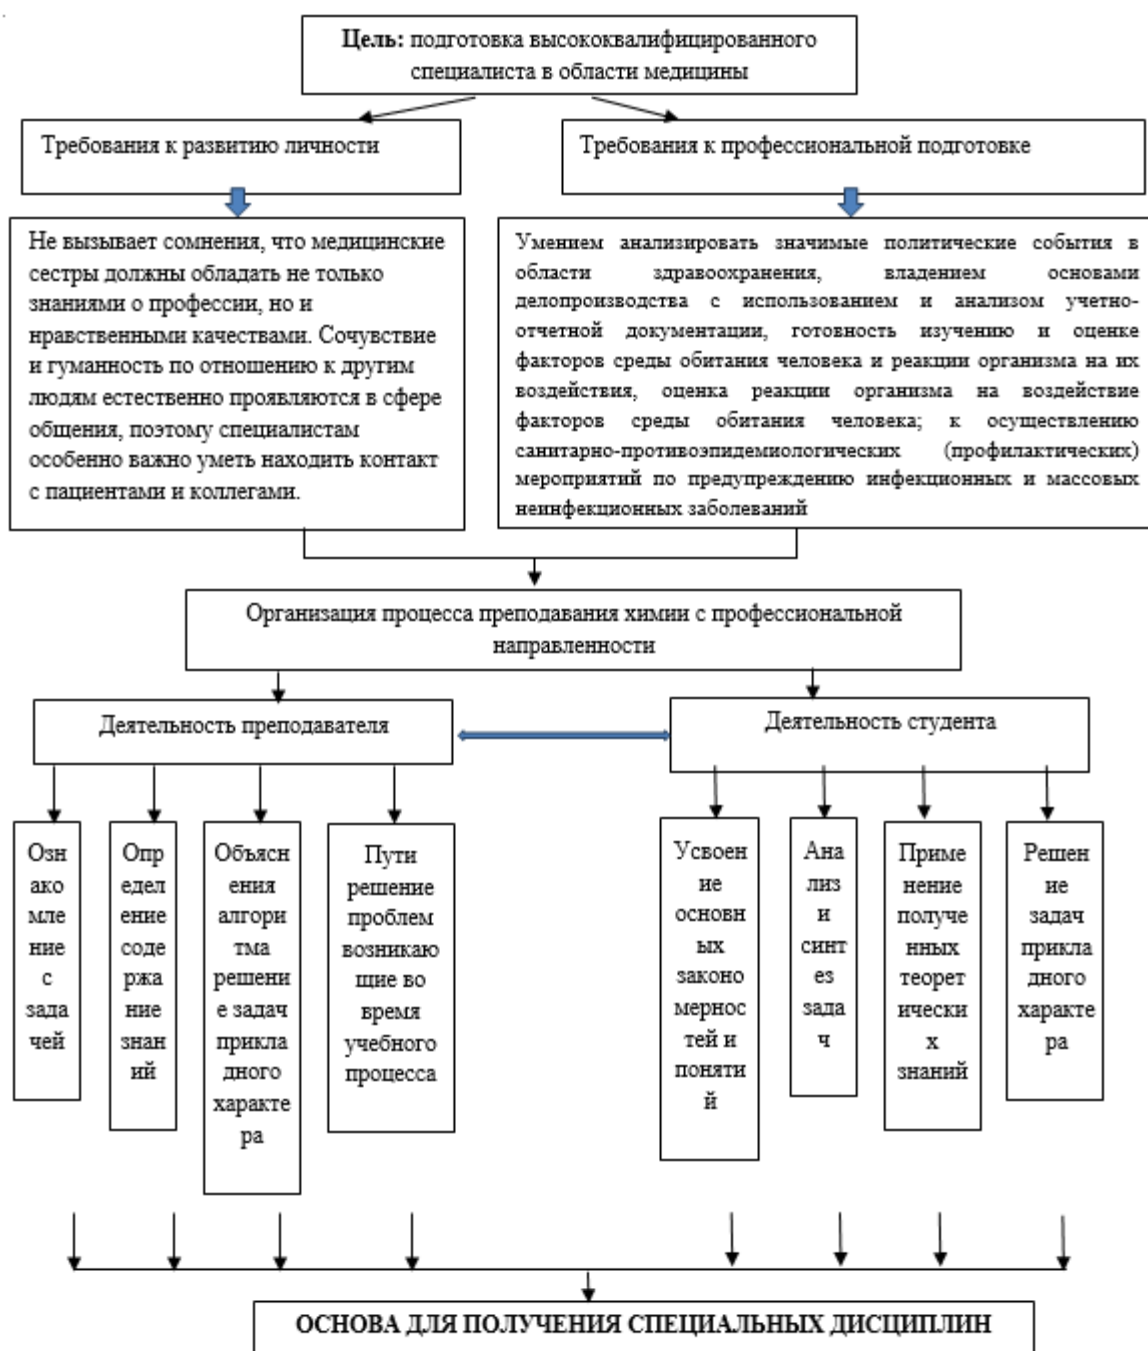 Цель: подготовка высококвалифицированного
специалиста в области медицины
Требования к развитию личности
Требования к профессиональной подготовке
Не вызывает сомнения, что медицинские
сестры должны обладать не только
знаниями о профессии, но и
нравственными качествами. Сочувствие
и гуманность по отношению к другим
людям естественно проявляются в сфере
общения, поэтому специалистам
особенно важно уметь находить контакт
с пациентами и коллегами.
Умением анализировать значимые политические события в
области здравоохранения, владением основами
делопроизводства с использованием и анализом учетно-
отчетной документации, готовность изучению и оценке
факторов среды обитания человека и реакции организма на их
воздействия, оценка реакции организма на воздействие
факторов среды обитания человека; к осуществлению
санитарно-противоэпидемиологических (профилактических)
мероприятий по предупреждению инфекционных и массовых
неинфекционных заболеваний
Организация процесса преподавания химии с профессиональной
направленности
Деятельность преподавателя
Деятельность студента
Озн
ако
мле
ние
с
зада
чей
Опр
едел
ение
соде
ржа
ние
знан
ий
Объясн
ения
алгори
тма
решени
е задач
прикла
дного
характе
ра
Пути
решение
проблем
возникаю
щие во
время
учебного
процесса
Усвоен
ие
основн
ых
законо
мернос
тей и
поняти
й
Ана
лиз
и
синт
ез
зада
ч
Приме
нение
получе
нных
теорет
ически
х
знаний
Решен
ие
задач
прикла
дного
характе
ра
ОСНОВА ДЛЯ ПОЛУЧЕНИЯ СПЕЦИАЛЬНЫХ ДИСЦИПЛИН